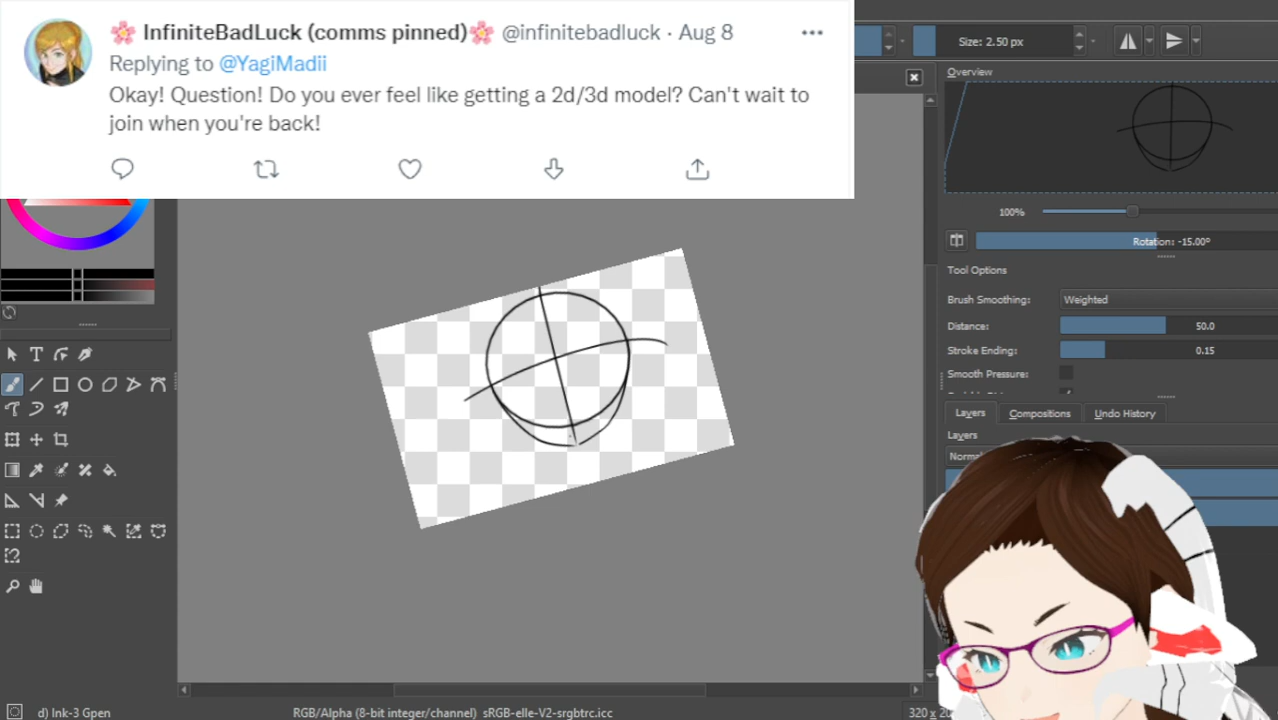 🌸 InfiniteBadLuck (comms pinned)🌸 @infinitebadluck · Aug 8
Replying to @YagiMadii
Okay! Question! Do you ever feel like getting a 2d/3d model? Can't wait to
join when you're back!
Size: 2.50 px
Overview
100%
Rotation: -15.00°
Tool Options
Brush Smoothing: Weighted
Distance: 50.0
Stroke Ending: 0.15
Smooth Pressure:
Layers Compositions Undo History
Layers
d) Ink-3 Gpen
RGB/Alpha (8-bit integer/channel) sRGB-elle-V2-srgbtrc.icc
320 x